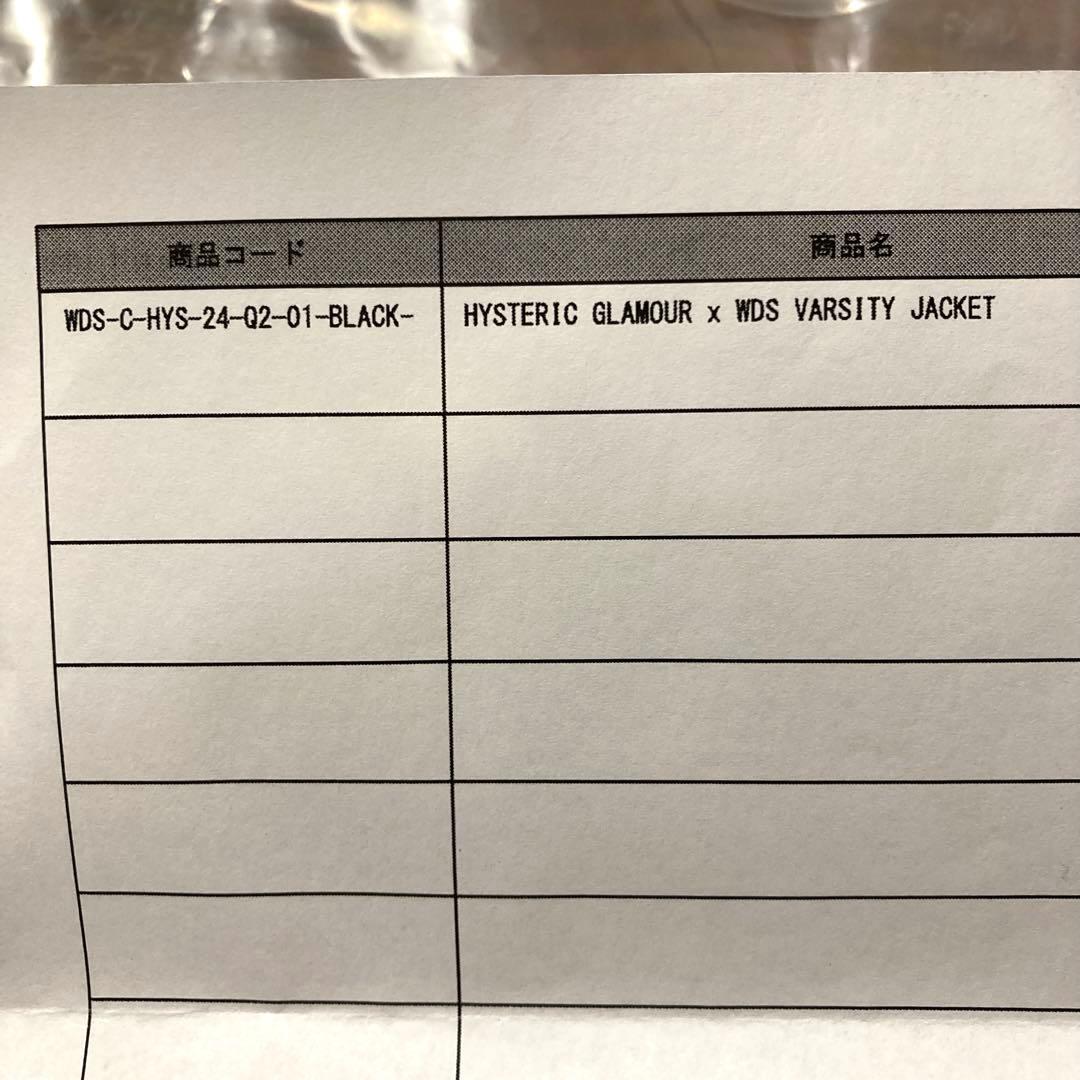 商品コード 商品名
WDS-C-HYS-24-Q2-01-BLACK- HYSTERIC GLAMOUR x WDS VARSITY JACKET